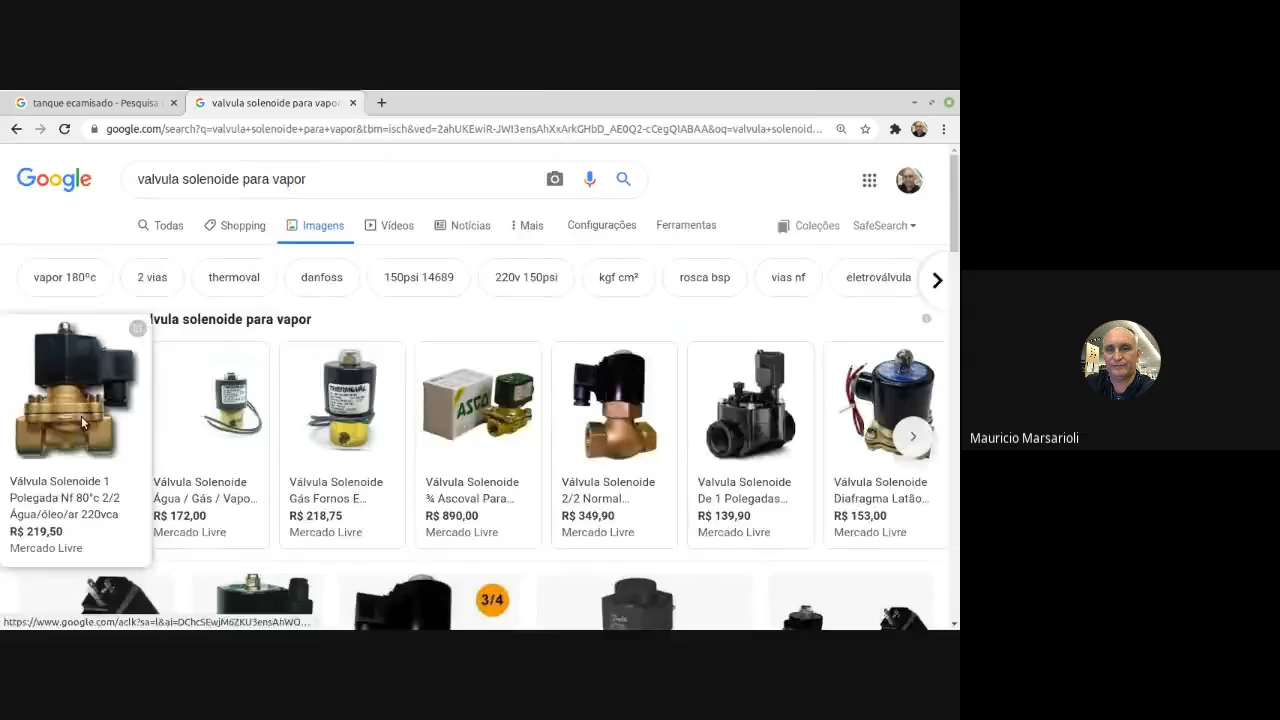 tanque ecamisado - Pesquisa
valvula solenoide para vapor
google.com/search?q=valvula+solenoide+para+vapor&tbm=isch&ved=2ahUKEwiR-JWI3ensAhXxArkGHbD_AE0Q2-cCegQIABAA&oq=valvula+solenoid...
Google
valvula solenoide para vapor
Todas Shopping Imagens Vídeos Notícias Mais Configurações Ferramentas Coleções SafeSearch
vapor 180ºc 2 vias thermoval danfoss 150psi 14689 220v 150psi kgf cm² rosca bsp vias nf eletroválvula
lvula solenoide para vapor
THERMOVAL
ASCO
Válvula Solenoide 1
Polegada Nf 80°c 2/2
Água/óleo/ar 220vca
R$ 219,50
Mercado Livre
Válvula Solenoide
Água / Gás / Vapo...
R$ 172,00
Mercado Livre
Válvula Solenoide
Gás Fornos E...
R$ 218,75
Mercado Livre
Válvula Solenoide
¾ Ascoval Para...
R$ 890,00
Mercado Livre
Válvula Solenoide
2/2 Normal...
R$ 349,90
Mercado Livre
Válvula Solenoide
De 1 Polegadas...
R$ 139,90
Mercado Livre
Válvula Solenoide
Diafragma Latão...
R$ 153,00
Mercado Livre
3/4
https://www.google.com/aclk?sa=l&ai=DChcSEwjM6ZKU3ensAhWO...
Mauricio Marsarioli